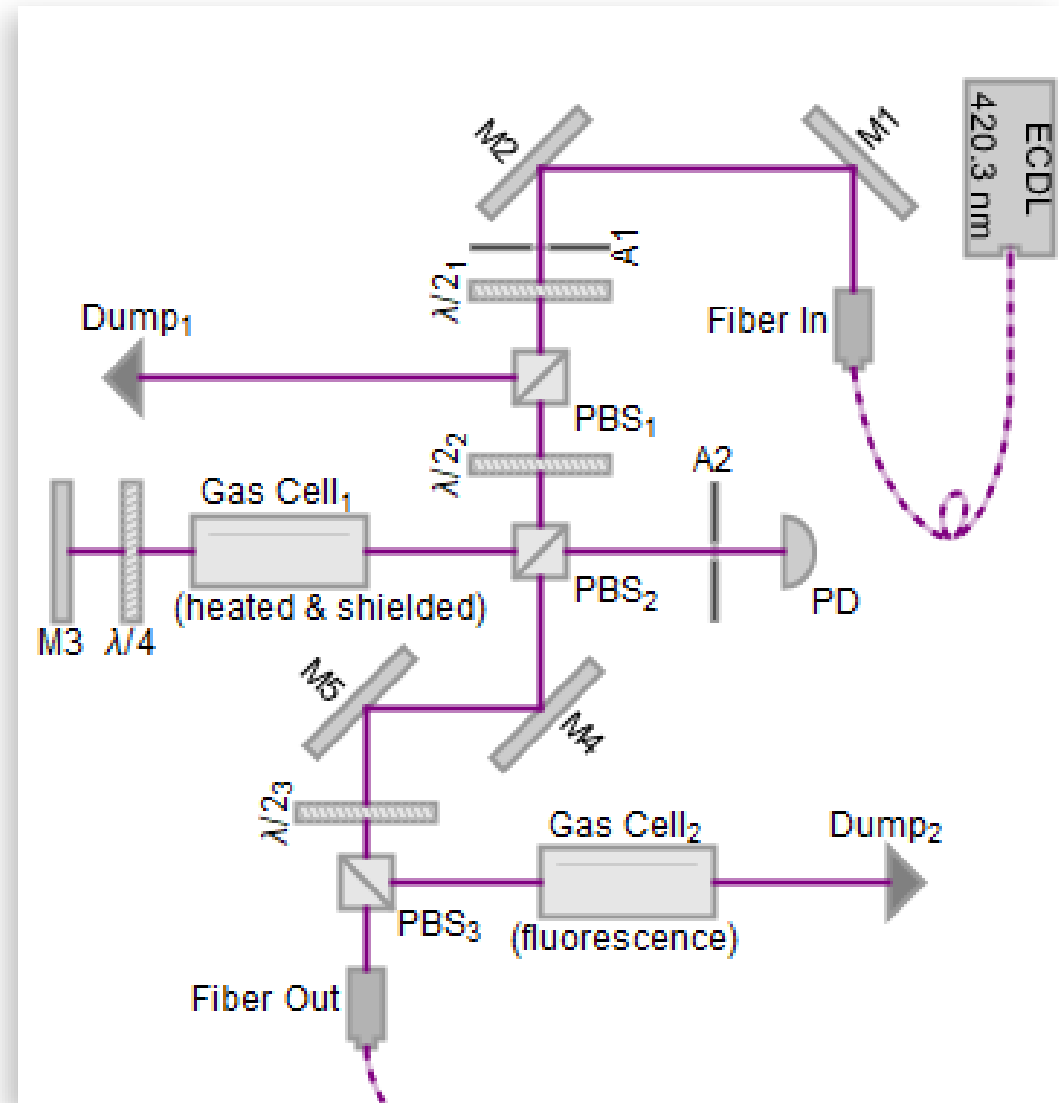 M2
M1
ECDL
420.3 nm
A1
λ/2₁
Fiber In
Dump₁
PBS₁
λ/2₂
A2
Gas Cell₁
(heated & shielded)
PBS₂
PD
M3
λ/4
M5
M4
λ/2₃
Gas Cell₂
Dump₂
PBS₃
(fluorescence)
Fiber Out